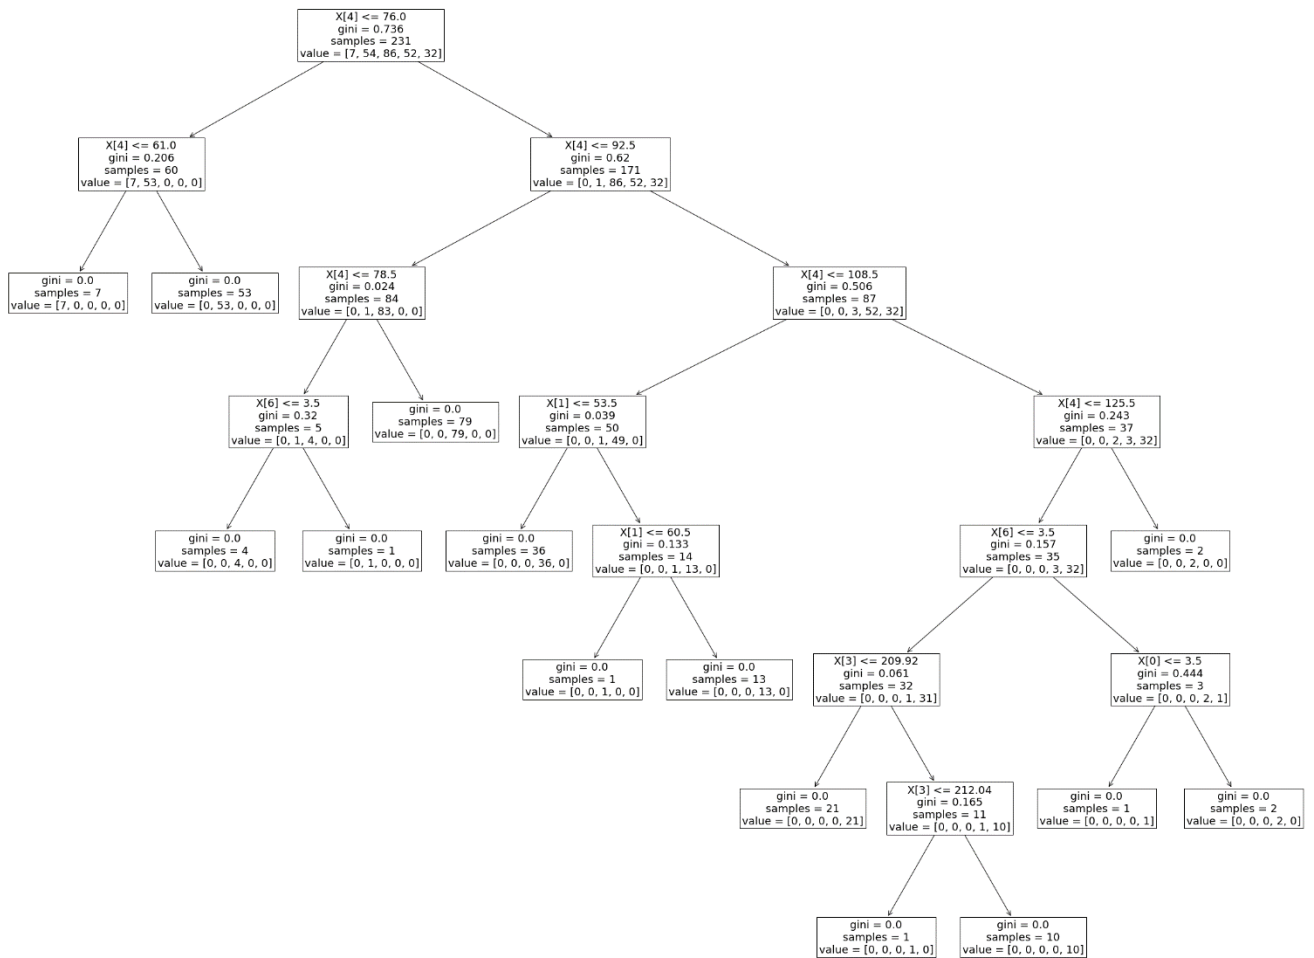 X[4] <= 76.0
gini = 0.736
samples = 231
value = [7, 54, 86, 52, 32]
X[4] <= 61.0
gini = 0.206
samples = 60
value = [7, 53, 0, 0, 0]
X[4] <= 92.5
gini = 0.62
samples = 171
value = [0, 1, 86, 52, 32]
gini = 0.0
samples = 7
value = [7, 0, 0, 0, 0]
gini = 0.0
samples = 53
value = [0, 53, 0, 0, 0]
X[4] <= 78.5
gini = 0.024
samples = 84
value = [0, 1, 83, 0, 0]
X[4] <= 108.5
gini = 0.506
samples = 87
value = [0, 0, 3, 52, 32]
X[6] <= 3.5
gini = 0.32
samples = 5
value = [0, 1, 4, 0, 0]
gini = 0.0
samples = 79
value = [0, 0, 79, 0, 0]
X[1] <= 53.5
gini = 0.039
samples = 50
value = [0, 0, 1, 49, 0]
X[4] <= 125.5
gini = 0.243
samples = 37
value = [0, 0, 2, 3, 32]
gini = 0.0
samples = 4
value = [0, 0, 4, 0, 0]
gini = 0.0
samples = 1
value = [0, 1, 0, 0, 0]
gini = 0.0
samples = 36
value = [0, 0, 0, 36, 0]
X[1] <= 60.5
gini = 0.133
samples = 14
value = [0, 0, 1, 13, 0]
X[6] <= 3.5
gini = 0.157
samples = 35
value = [0, 0, 0, 3, 32]
gini = 0.0
samples = 2
value = [0, 0, 2, 0, 0]
gini = 0.0
samples = 1
value = [0, 0, 1, 0, 0]
gini = 0.0
samples = 13
value = [0, 0, 0, 13, 0]
X[3] <= 209.92
gini = 0.061
samples = 32
value = [0, 0, 0, 1, 31]
X[0] <= 3.5
gini = 0.444
samples = 3
value = [0, 0, 0, 2, 1]
gini = 0.0
samples = 21
value = [0, 0, 0, 0, 21]
X[3] <= 212.04
gini = 0.165
samples = 11
value = [0, 0, 0, 1, 10]
gini = 0.0
samples = 1
value = [0, 0, 0, 0, 1]
gini = 0.0
samples = 2
value = [0, 0, 0, 2, 0]
gini = 0.0
samples = 1
value = [0, 0, 0, 1, 0]
gini = 0.0
samples = 10
value = [0, 0, 0, 0, 10]